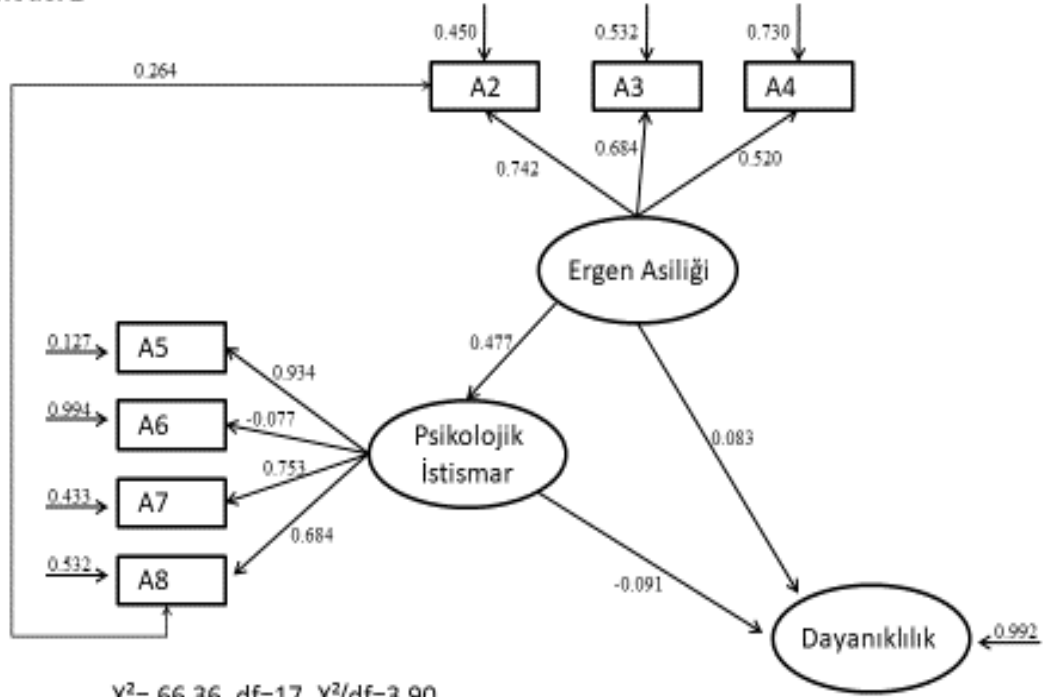 0.450 0.532 0.730
0.264
A2 A3 A4
0.742 0.684 0.520
Ergen Asiliği
0.477
0.083
0.127 A5
0.934
0.994 A6
-0.077
0.753
0.433 A7
0.684
0.532 A8
Psikolojik
İstismar
-0.091
Dayanıklılık 0.992
X²= 66.36, df=17, X²/df=3.90